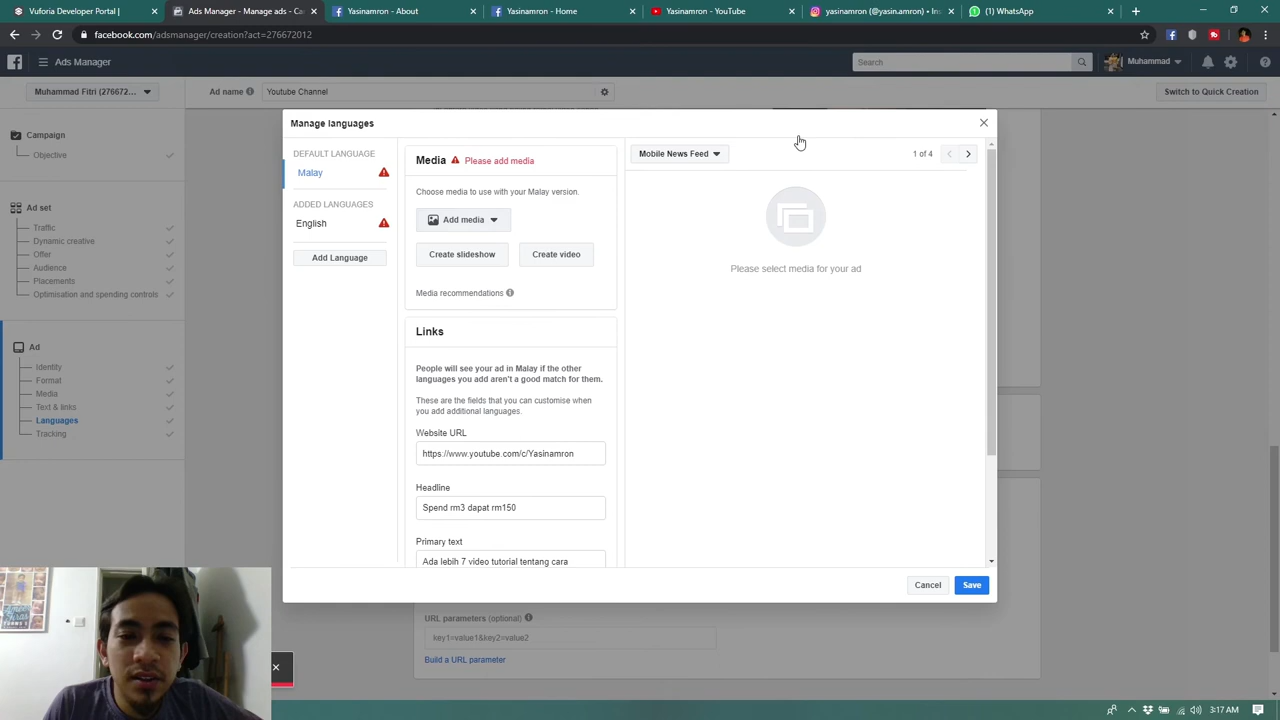 Vuforia Developer Portal |
Ads Manager - Manage ads - C
Yasinamron - About
Yasinamron - Home
Yasinamron - YouTube
yasinamron (@yasinamron) • Ins
WhatsApp
facebook.com/adsmanager/creation?act=276672012
Ads Manager
Search
Muhammad
Muhammad Fitri (276672...
Ad name
Youtube Channel
Switch to Quick Creation
Campaign
Objective
Ad set
Traffic
Dynamic creative
Offer
Audience
Placements
Optimisation and spending controls
Ad
Identity
Format
Media
Text & links
Languages
Tracking
Manage languages
DEFAULT LANGUAGE
Malay
ADDED LANGUAGES
English
Add Language
Media
Please add media
Choose media to use with your Malay version.
Add media
Create slideshow
Create video
Media recommendations
Links
People will see your ad in Malay if the other
languages you add aren't a good match for them.
These are the fields that you can customise when
you add additional languages.
Website URL
https://www.youtube.com/c/Yasinamron
Headline
Spend rm3 dapat rm150
Primary text
Ada lebih 7 video tutorial tentang cara
Mobile News Feed
1 of 4
Please select media for your ad
Cancel
Save
URL parameters (optional)
key1=value1&key2=value2
Build a URL parameter
3:17 AM